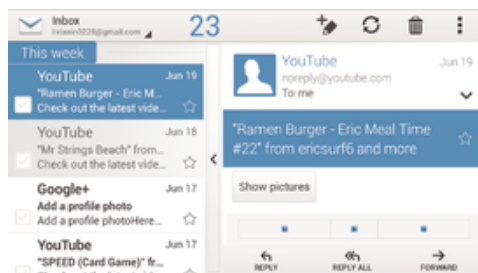 Inbox
23
This week
YouTube Jun 19
"Ramen Burger - Eric M...
Check out the latest vide...
YouTube Jun 18
"Mr Strings Beach" from...
Check out the latest vide...
Google+ Jun 17
Add a profile photo
Add a profile photoHere...
YouTube Jun 17
"SPEED (Card Game)" fr...
YouTube Jun 19
noreply@youtube.com
To: me
"Ramen Burger - Eric Meal Time
#22" from ericsurf6 and more
Show pictures
REPLY
REPLY ALL
FORWARD